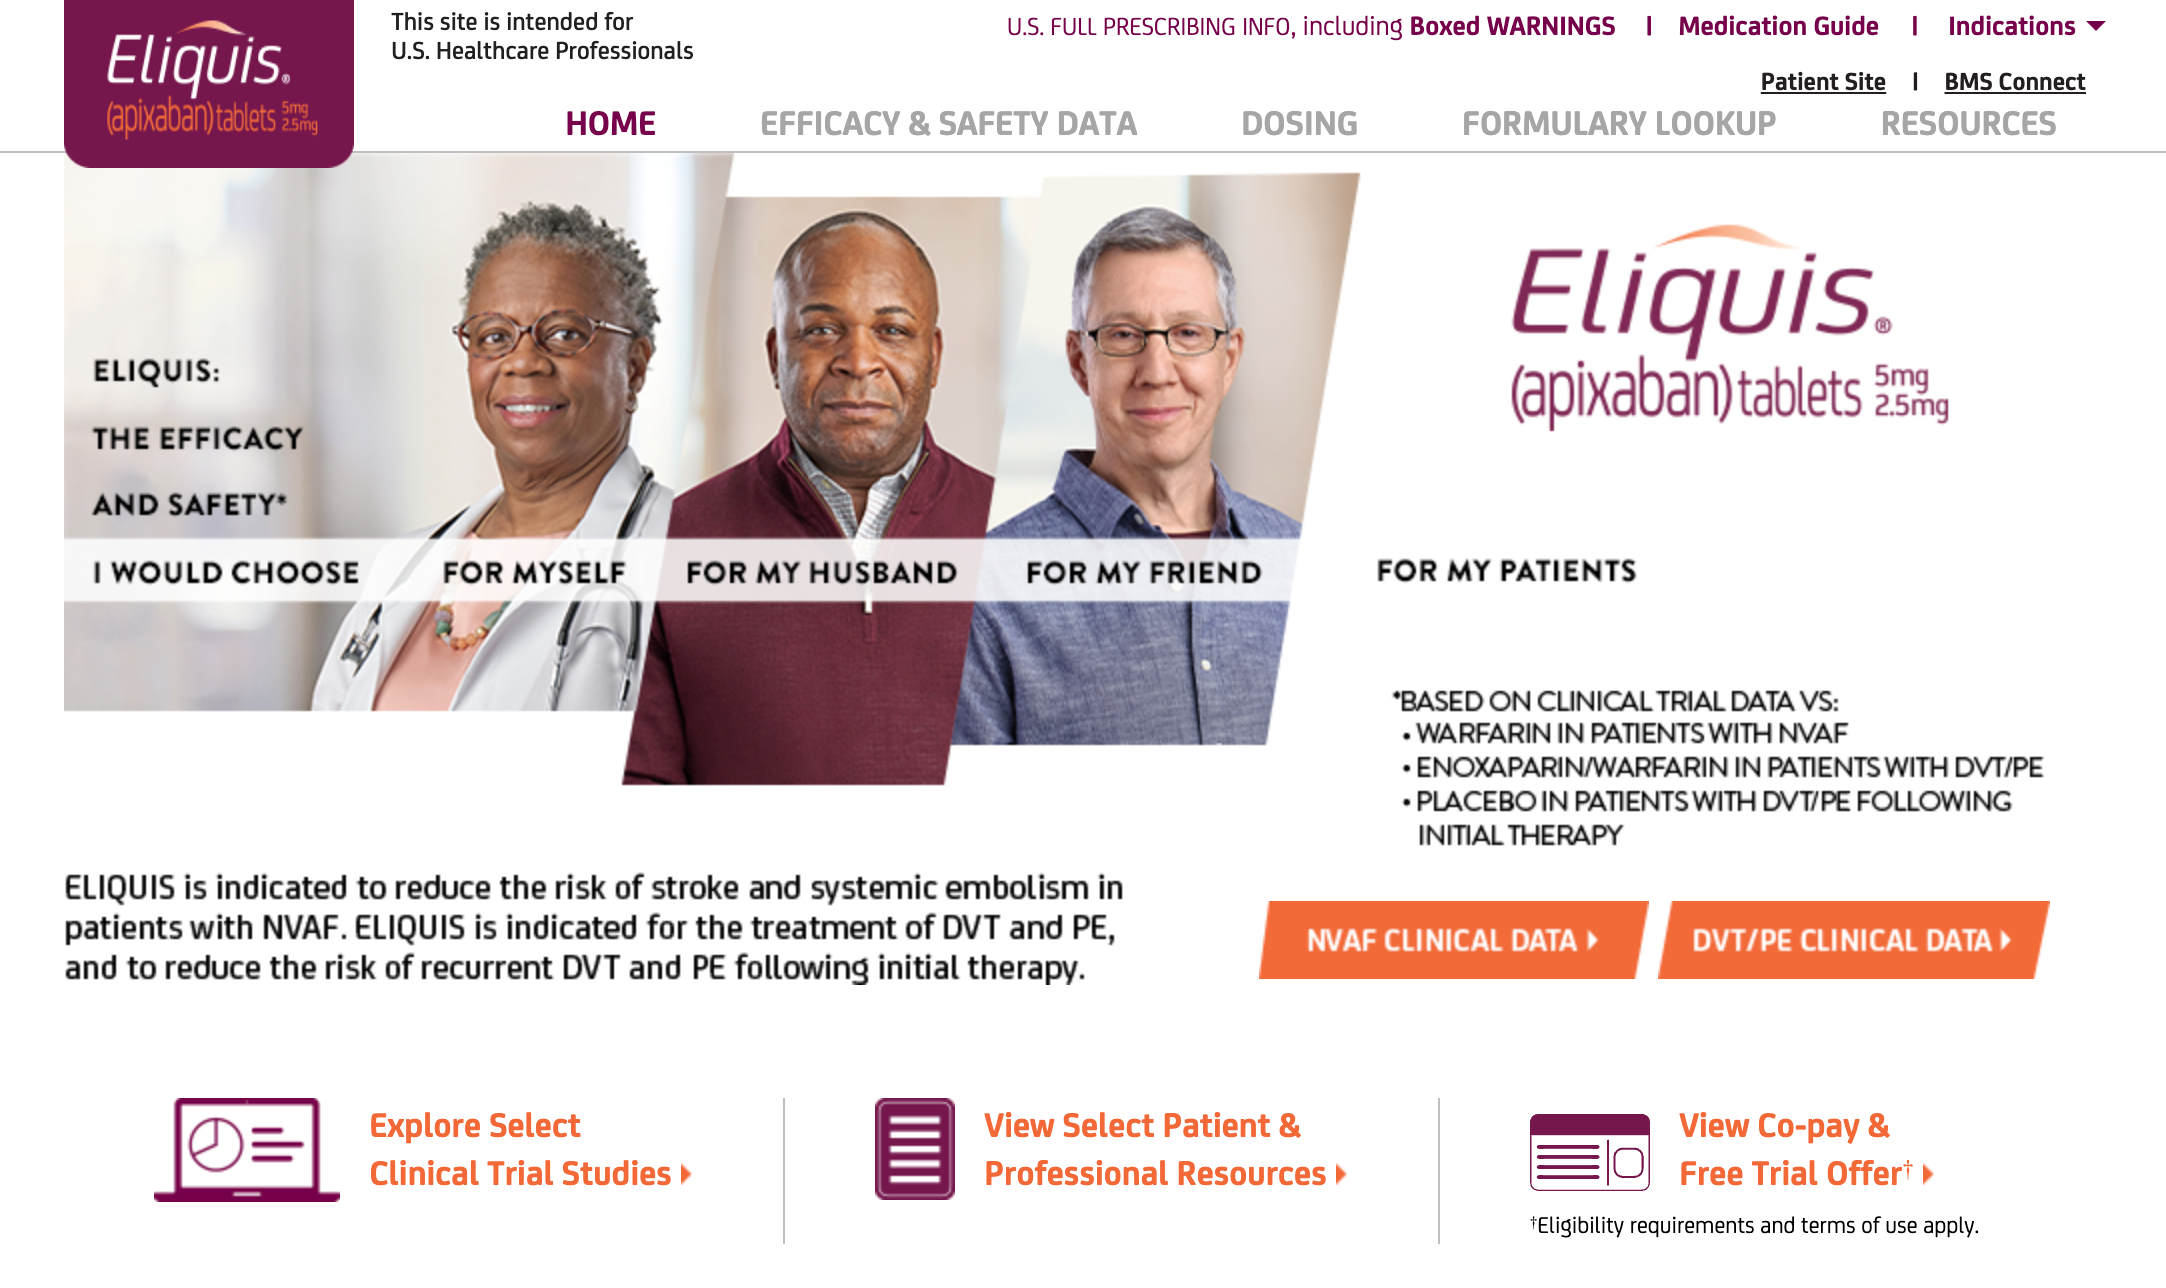 Eliquis®
(apixaban) tablets 5mg 2.5mg
This site is intended for
U.S. Healthcare Professionals
U.S. FULL PRESCRIBING INFO, including Boxed WARNINGS | Medication Guide | Indications
Patient Site | BMS Connect
HOME EFFICACY & SAFETY DATA DOSING FORMULARY LOOKUP RESOURCES
ELIQUIS:
THE EFFICACY
AND SAFETY*
I WOULD CHOOSE FOR MYSELF FOR MY HUSBAND FOR MY FRIEND FOR MY PATIENTS
Eliquis®
(apixaban) tablets 5mg 2.5mg
*BASED ON CLINICAL TRIAL DATA VS:
• WARFARIN IN PATIENTS WITH NVAF
• ENOXAPARIN/WARFARIN IN PATIENTS WITH DVT/PE
• PLACEBO IN PATIENTS WITH DVT/PE FOLLOWING
INITIAL THERAPY
ELIQUIS is indicated to reduce the risk of stroke and systemic embolism in
patients with NVAF. ELIQUIS is indicated for the treatment of DVT and PE,
and to reduce the risk of recurrent DVT and PE following initial therapy.
NVAF CLINICAL DATA
DVT/PE CLINICAL DATA
Explore Select
Clinical Trial Studies
View Select Patient &
Professional Resources
View Co-pay &
Free Trial Offer†
†Eligibility requirements and terms of use apply.